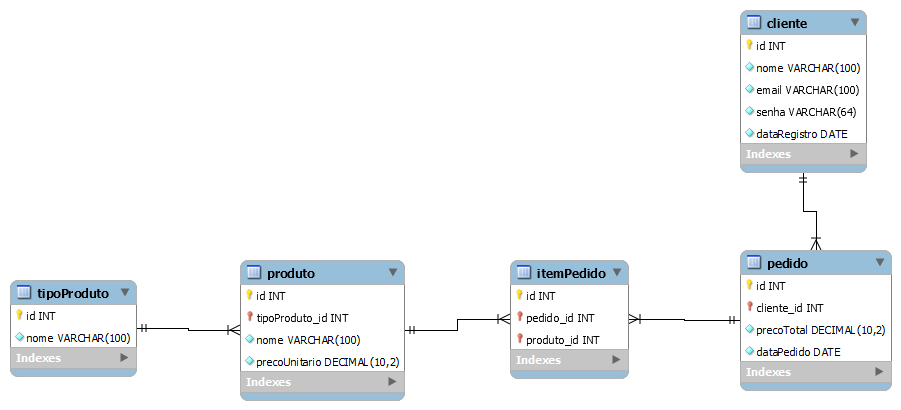 cliente
id INT
nome VARCHAR(100)
email VARCHAR(100)
senha VARCHAR(64)
dataRegistro DATE
Indexes
tipoProduto
id INT
nome VARCHAR(100)
Indexes
produto
id INT
tipoProduto_id INT
nome VARCHAR(100)
precoUnitario DECIMAL(10,2)
Indexes
itemPedido
id INT
pedido_id INT
produto_id INT
Indexes
pedido
id INT
cliente_id INT
precoTotal DECIMAL(10,2)
dataPedido DATE
Indexes